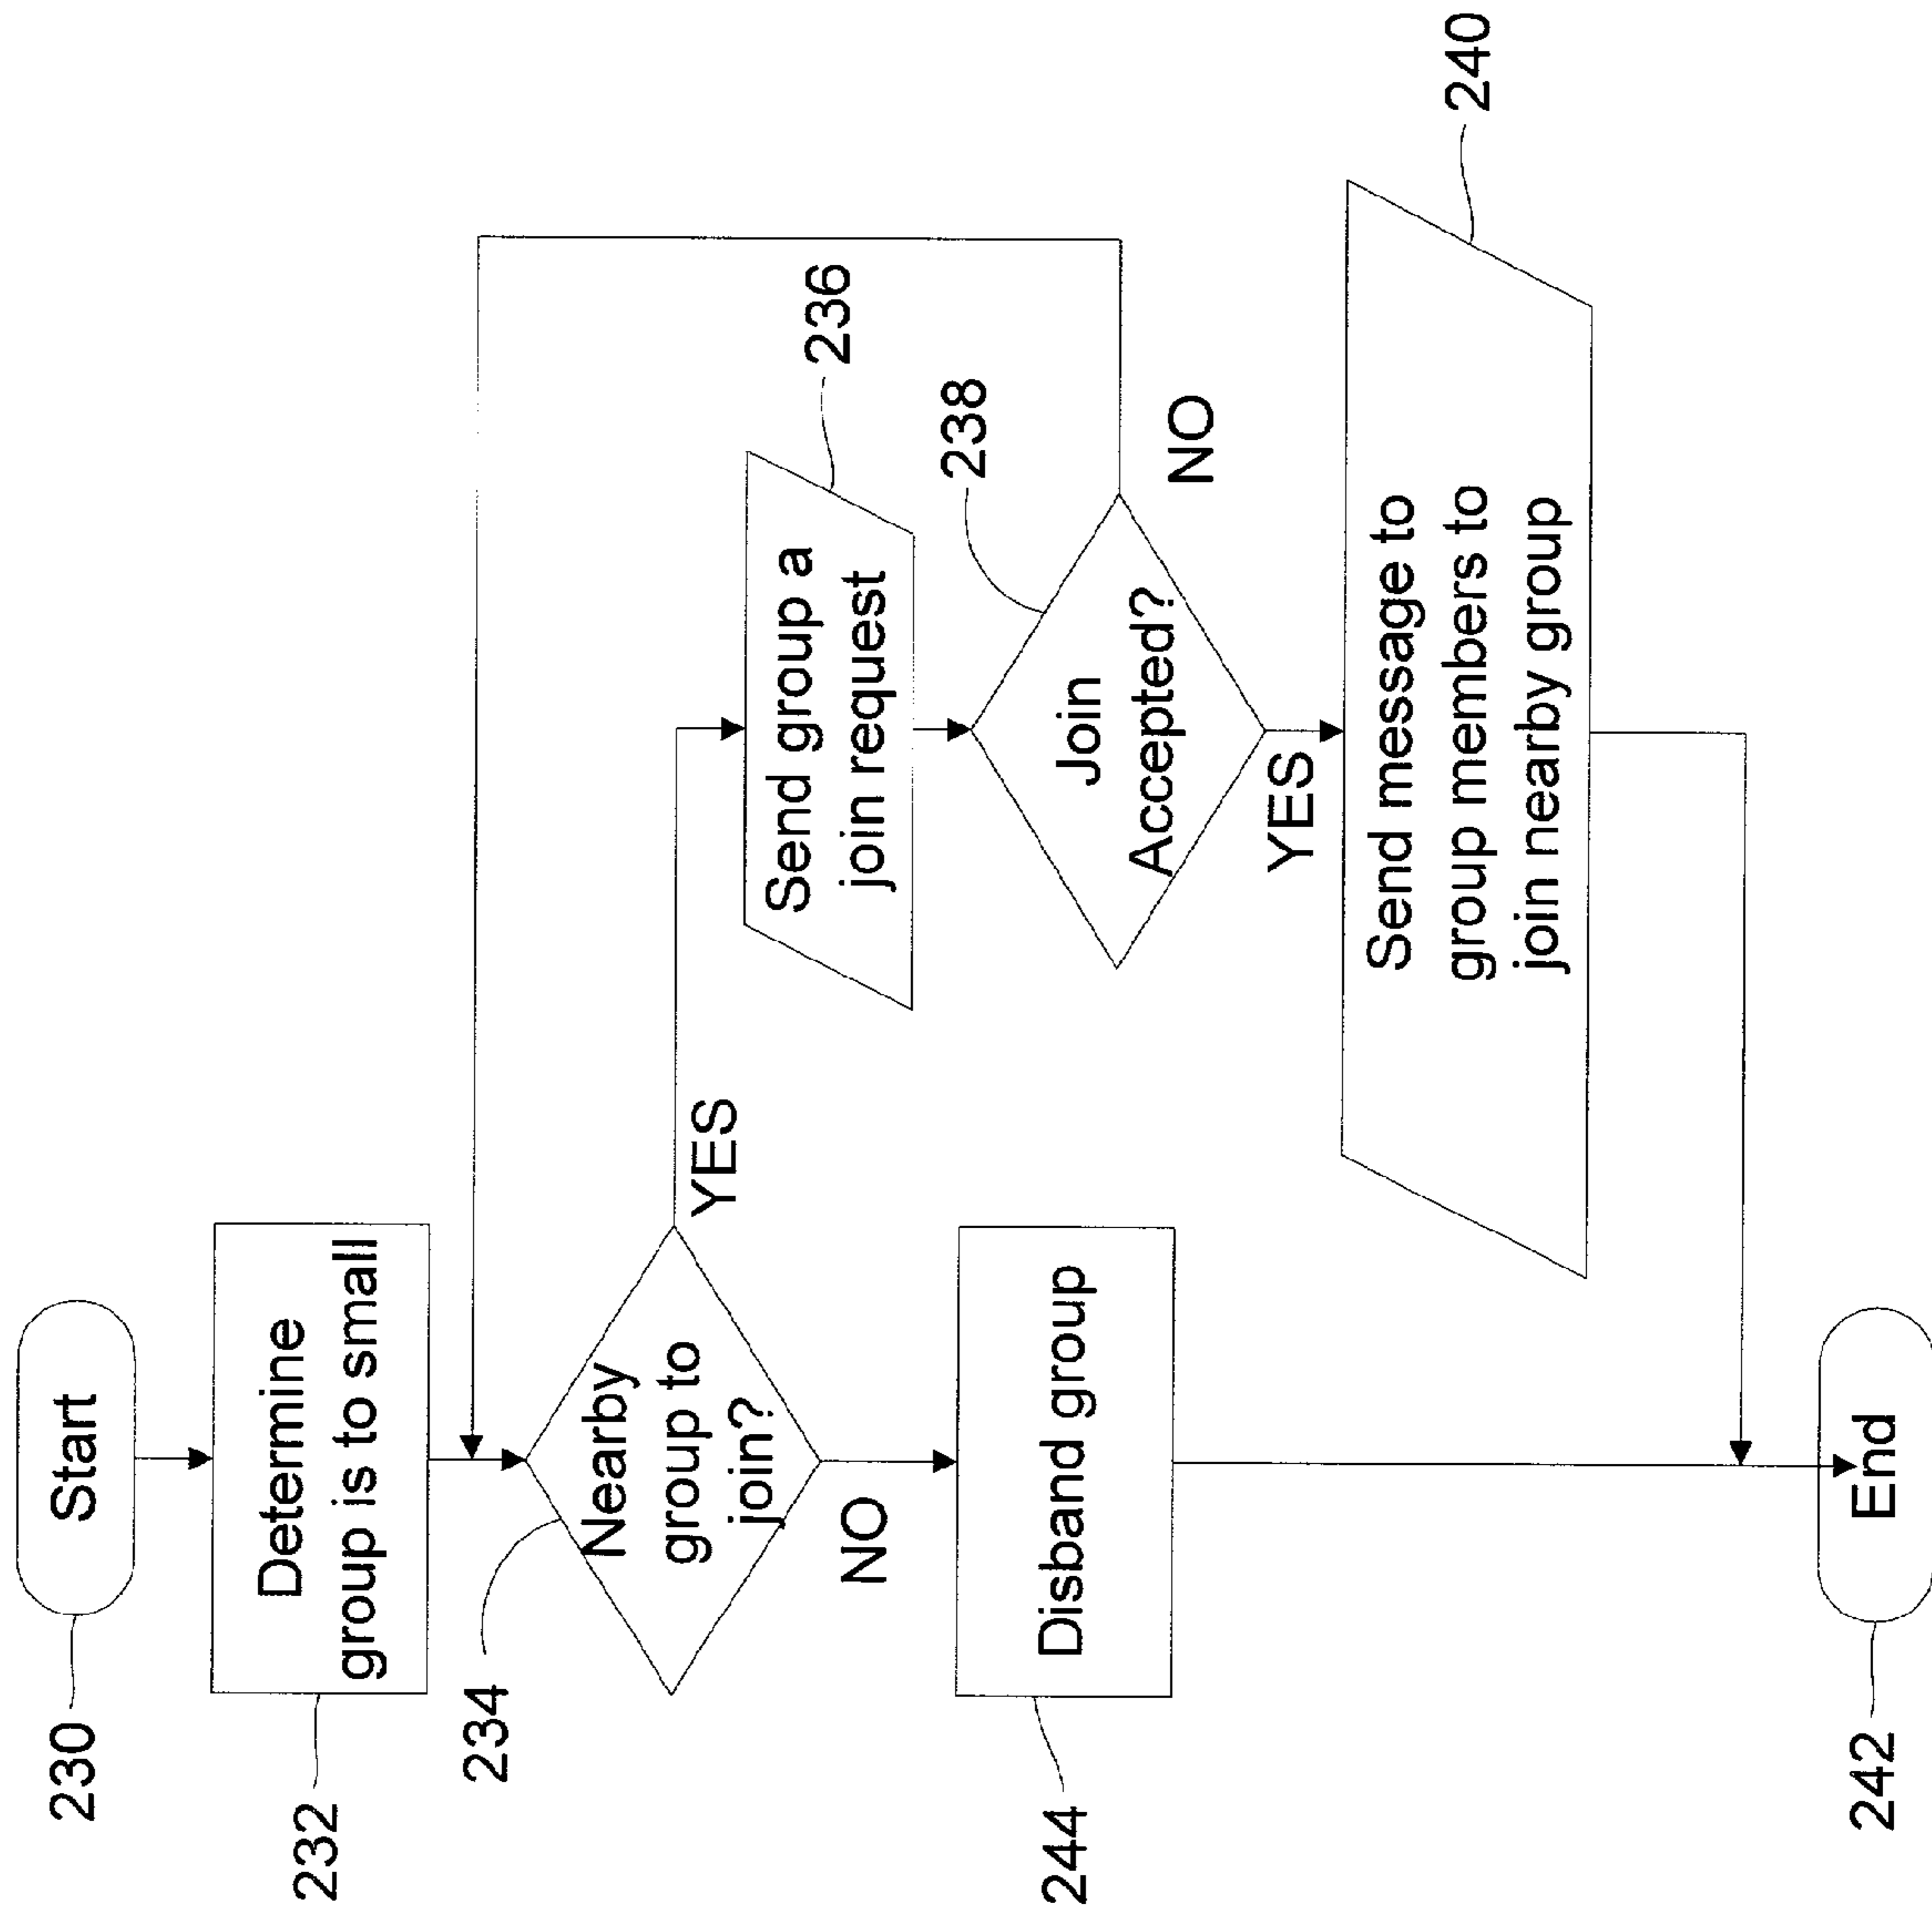 230
Start
232
Determine
group is to small
234
Nearby
group to
join?
YES
NO
Send group a
join request
236
238
Join
Accepted?
NO
YES
Send message to
group members to
join nearby group
240
244
Disband group
242
End